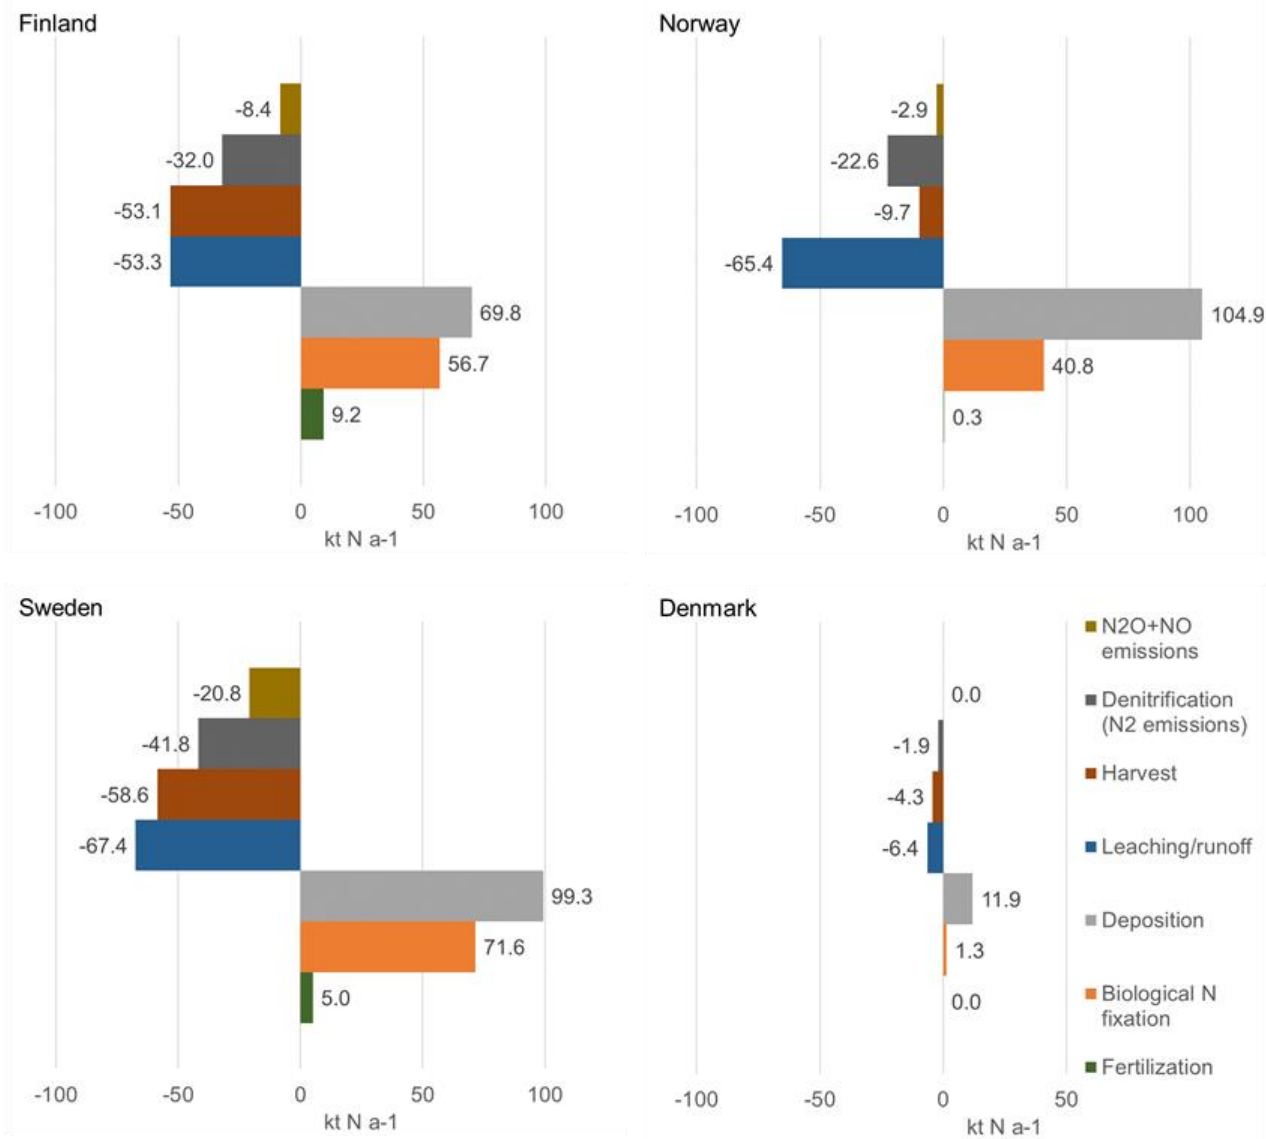 Finland
-8.4
-32.0
-53.1
-53.3
69.8
56.7
9.2
-100 -50 0 50 100
kt N a-1
Norway
-2.9
-22.6
-9.7
-65.4
104.9
40.8
0.3
-100 -50 0 50 100
kt N a-1
Sweden
-20.8
-41.8
-58.6
-67.4
99.3
71.6
5.0
-100 -50 0 50 100
kt N a-1
Denmark
0.0
-1.9
-4.3
-6.4
11.9
1.3
0.0
-100 -50 0 50
kt N a-1
N2O+NO
emissions
Denitrification
(N2 emissions)
Harvest
Leaching/runoff
Deposition
Biological N
fixation
Fertilization